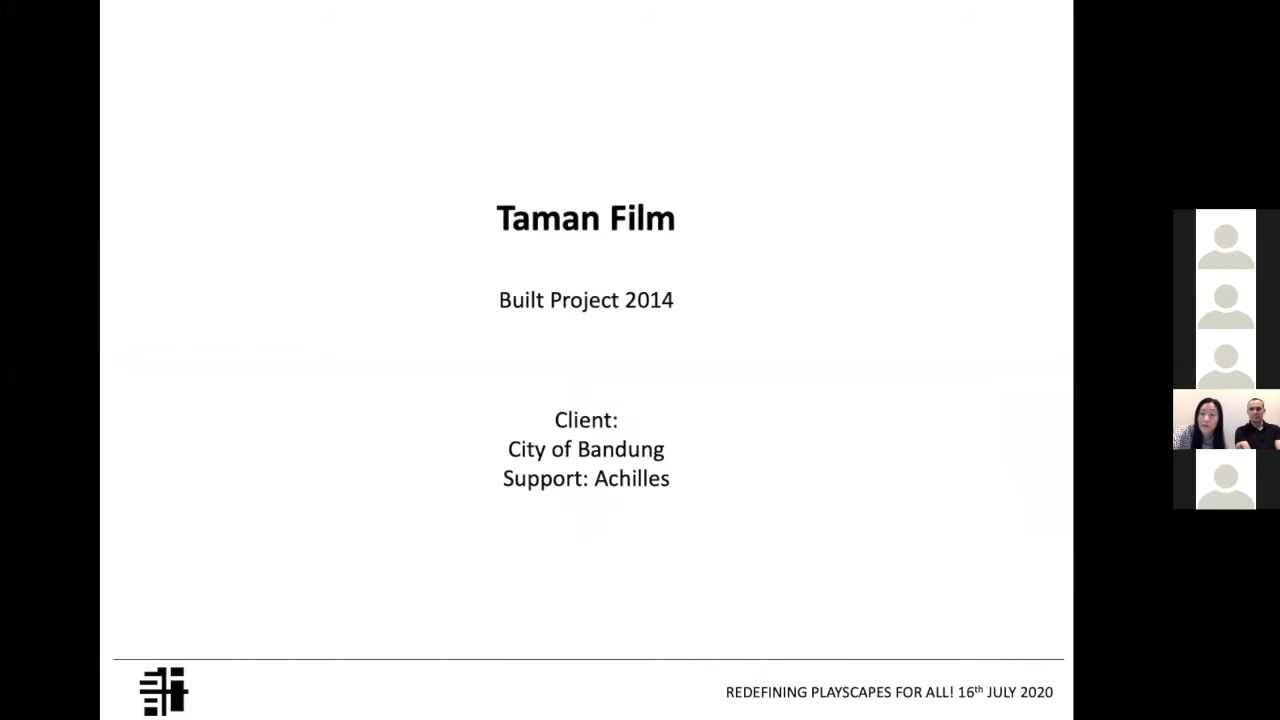 Taman Film
Built Project 2014
Client:
City of Bandung
Support: Achilles
REDEFINING PLAYSCAPES FOR ALL! 16th JULY 2020